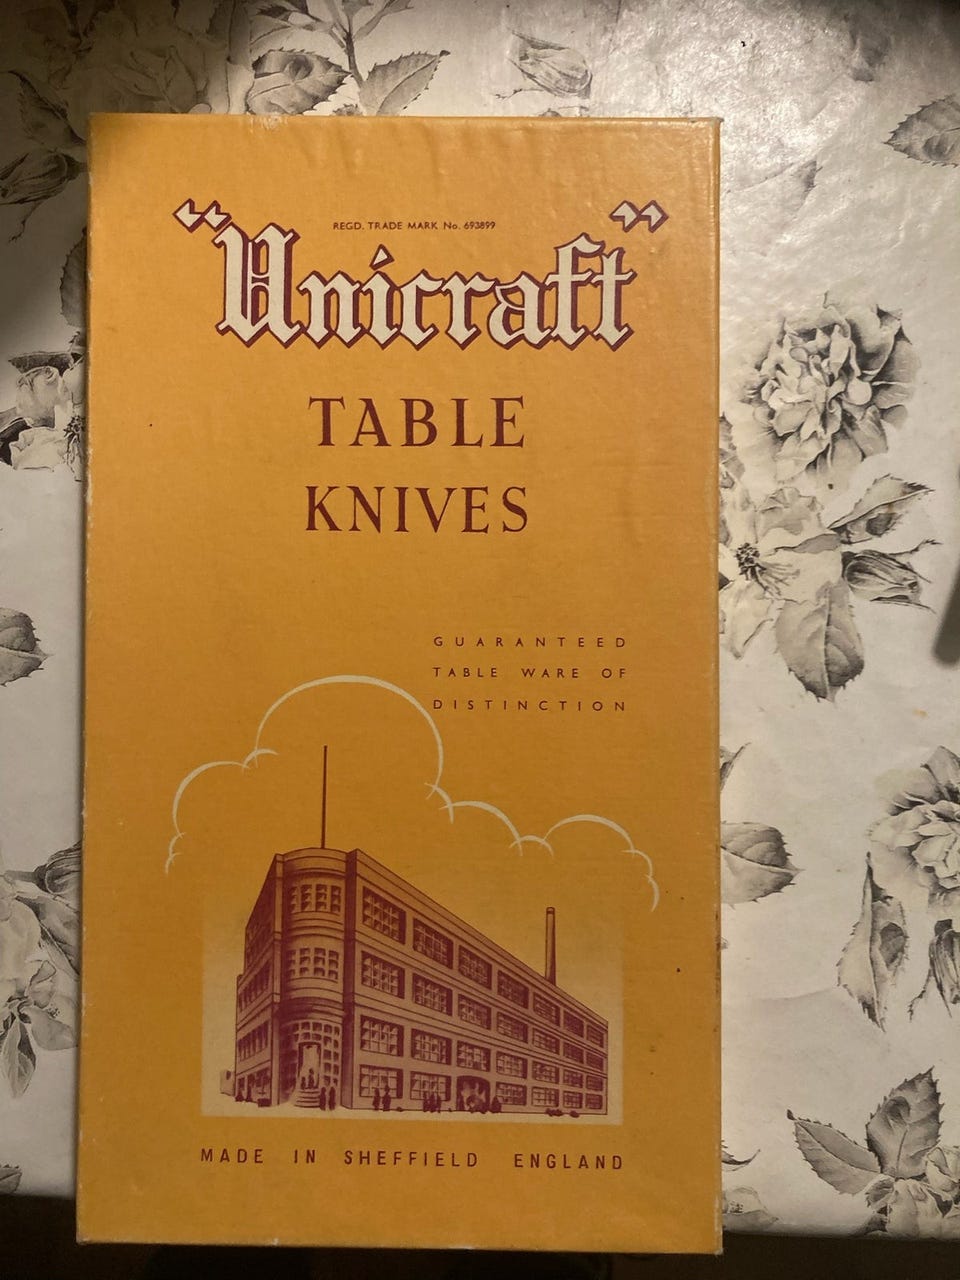 REGD. TRADE MARK No. 693899
"Unicraft"
TABLE
KNIVES
GUARANTEED
TABLE WARE OF
DISTINCTION
MADE IN SHEFFIELD ENGLAND